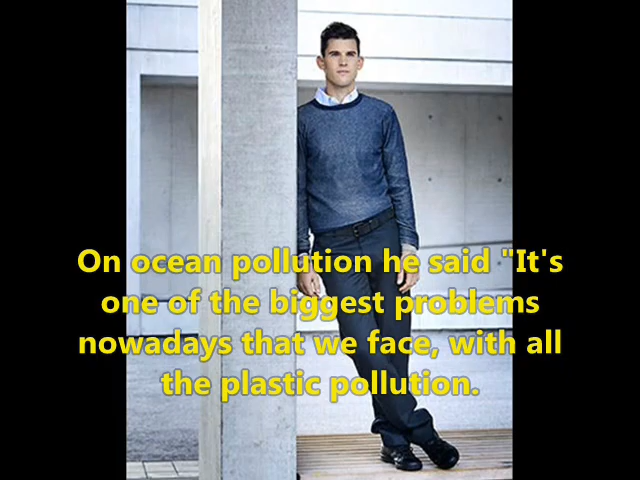 On ocean pollution he said "It's
one of the biggest problems
nowadays that we face, with all
the plastic pollution.